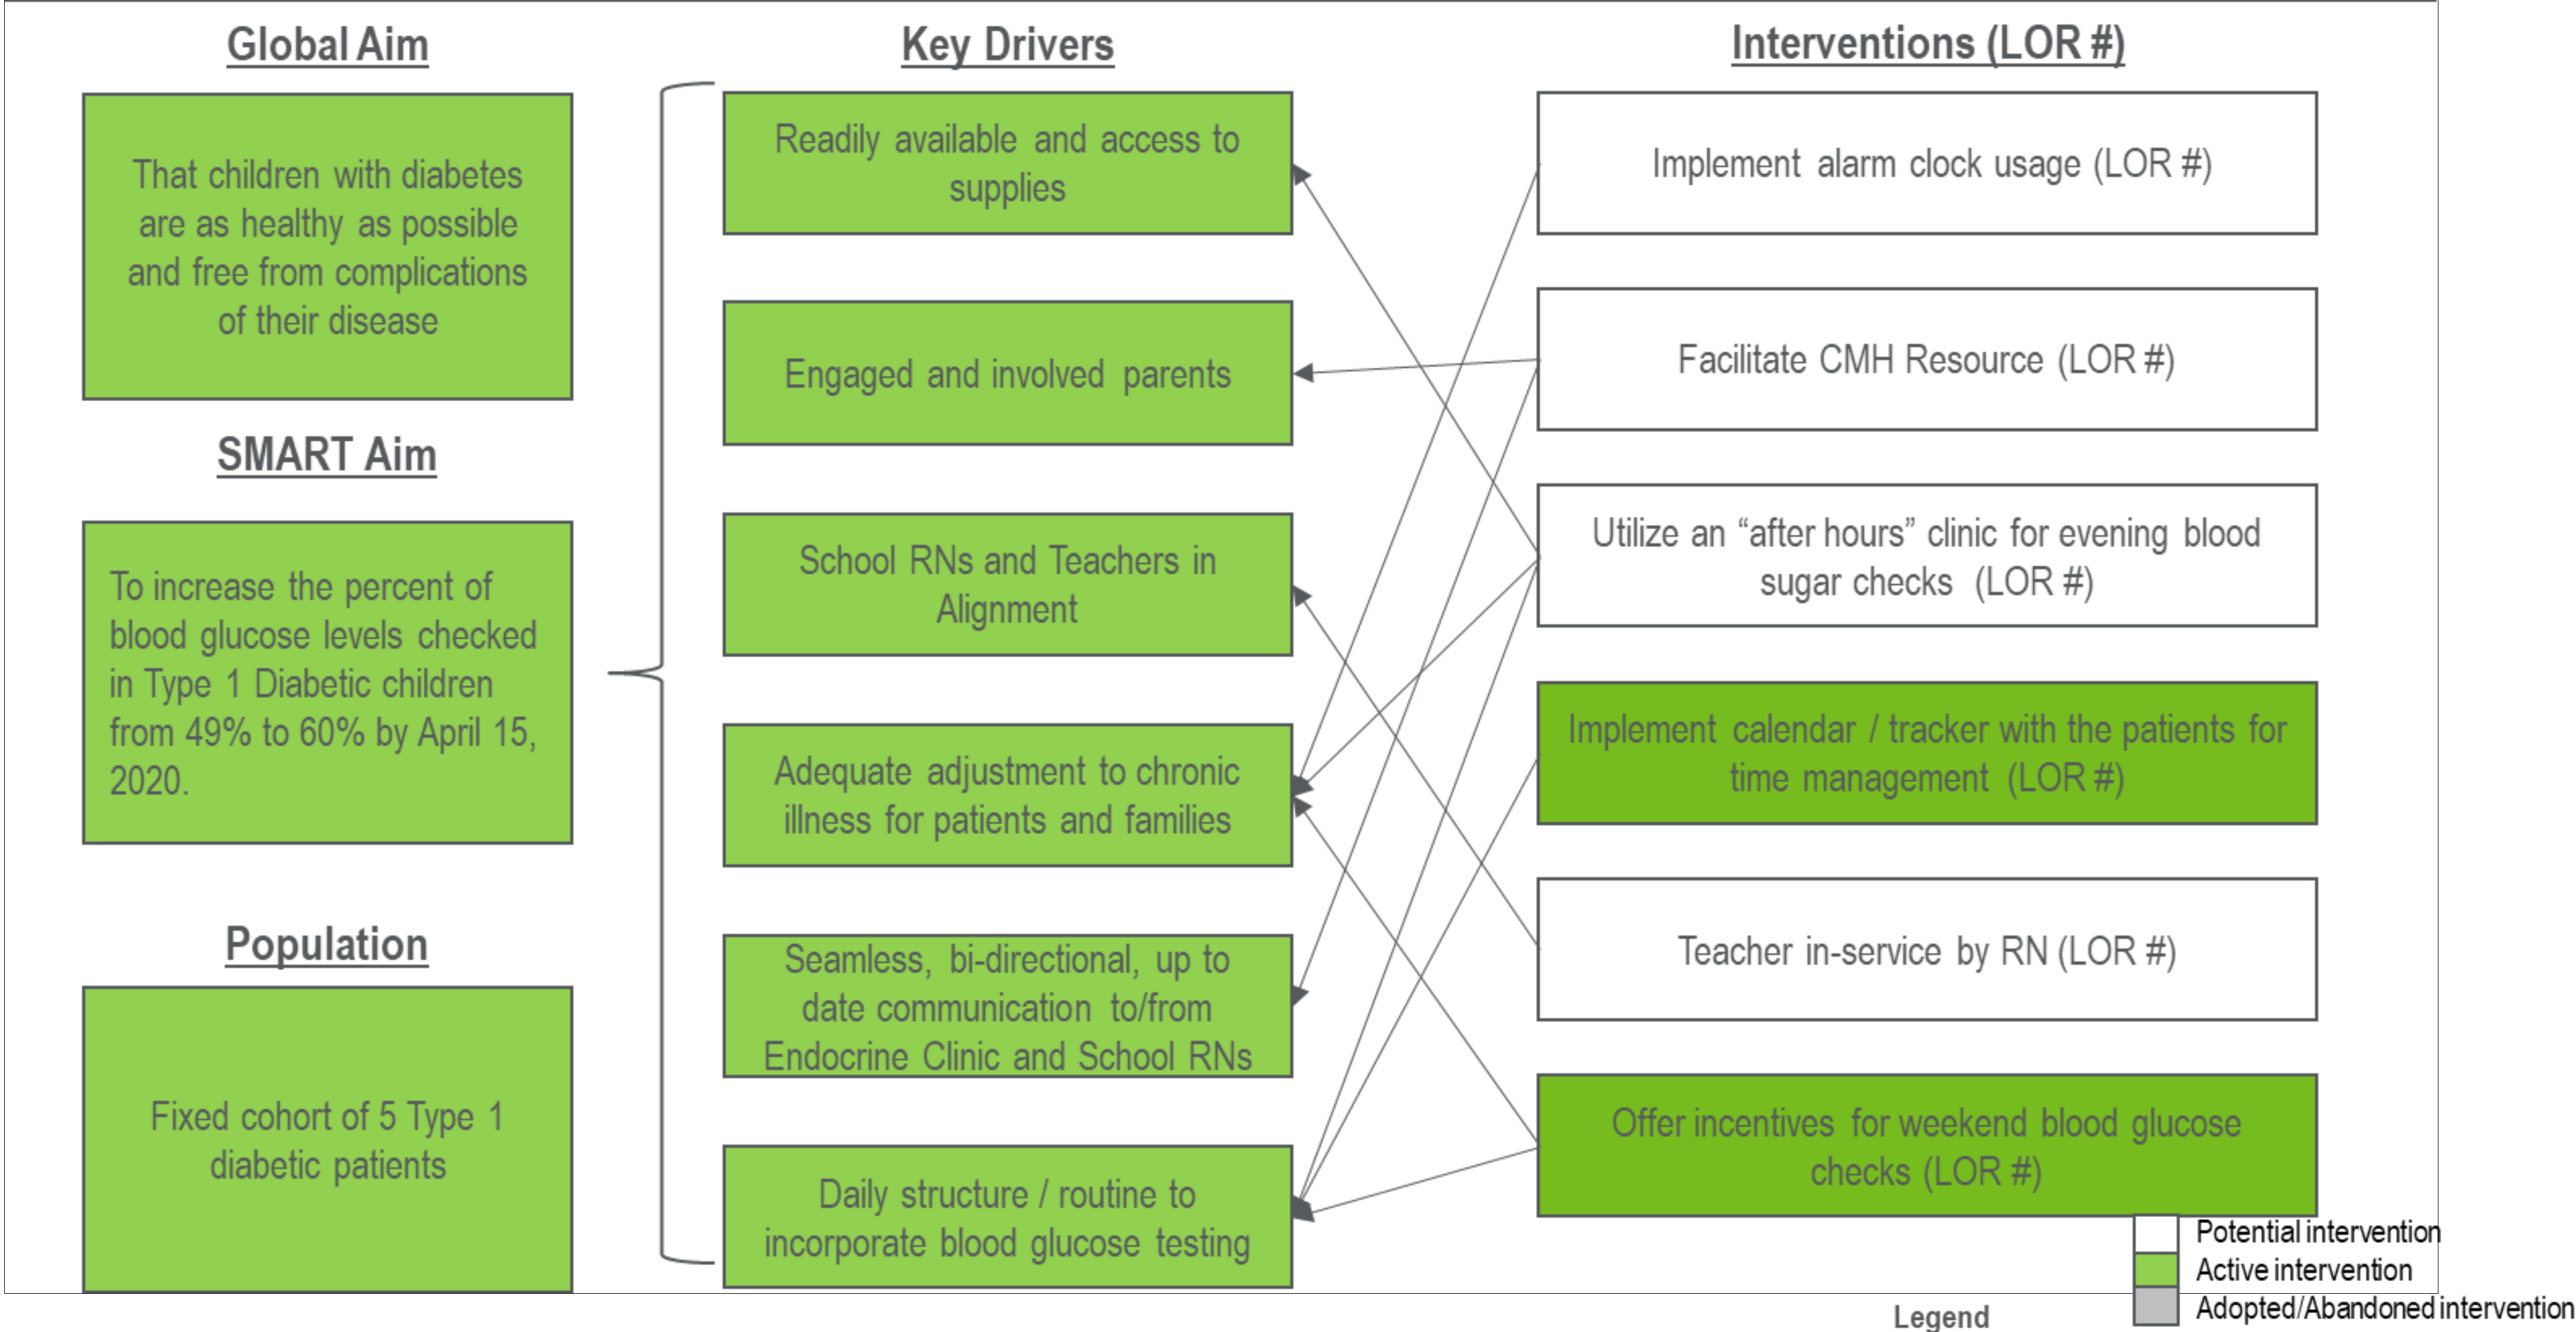 Global Aim
That children with diabetes
are as healthy as possible
and free from complications
of their disease
SMART Aim
To increase the percent of
blood glucose levels checked
in Type 1 Diabetic children
from 49% to 60% by April 15,
2020.
Population
Fixed cohort of 5 Type 1
diabetic patients
Key Drivers
Readily available and access to
supplies
Engaged and involved parents
School RNs and Teachers in
Alignment
Adequate adjustment to chronic
illness for patients and families
Seamless, bi-directional, up to
date communication to/from
Endocrine Clinic and School RNs
Daily structure / routine to
incorporate blood glucose testing
Interventions (LOR #)
Implement alarm clock usage (LOR #)
Facilitate CMH Resource (LOR #)
Utilize an “after hours” clinic for evening blood
sugar checks (LOR #)
Implement calendar / tracker with the patients for
time management (LOR #)
Teacher in-service by RN (LOR #)
Offer incentives for weekend blood glucose
checks (LOR #)
Legend
Potential intervention
Active intervention
Adopted/Abandoned intervention